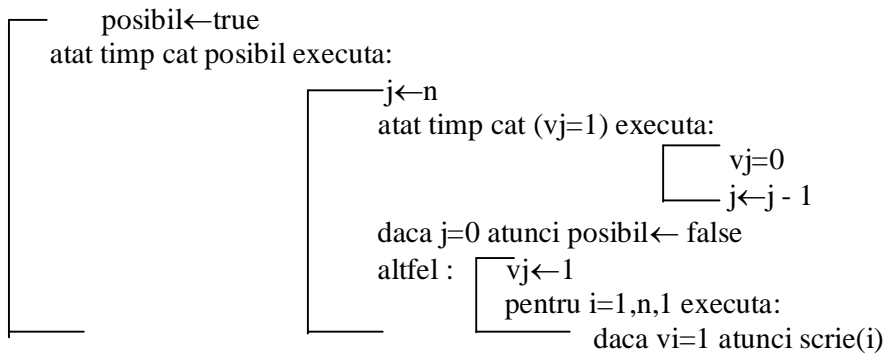 posibil←true
atat timp cat posibil executa:
j←n
atat timp cat (vj=1) executa:
vj=0
j←j - 1
daca j=0 atunci posibil← false
altfel : vj←1
pentru i=1,n,1 executa:
daca vi=1 atunci scrie(i)